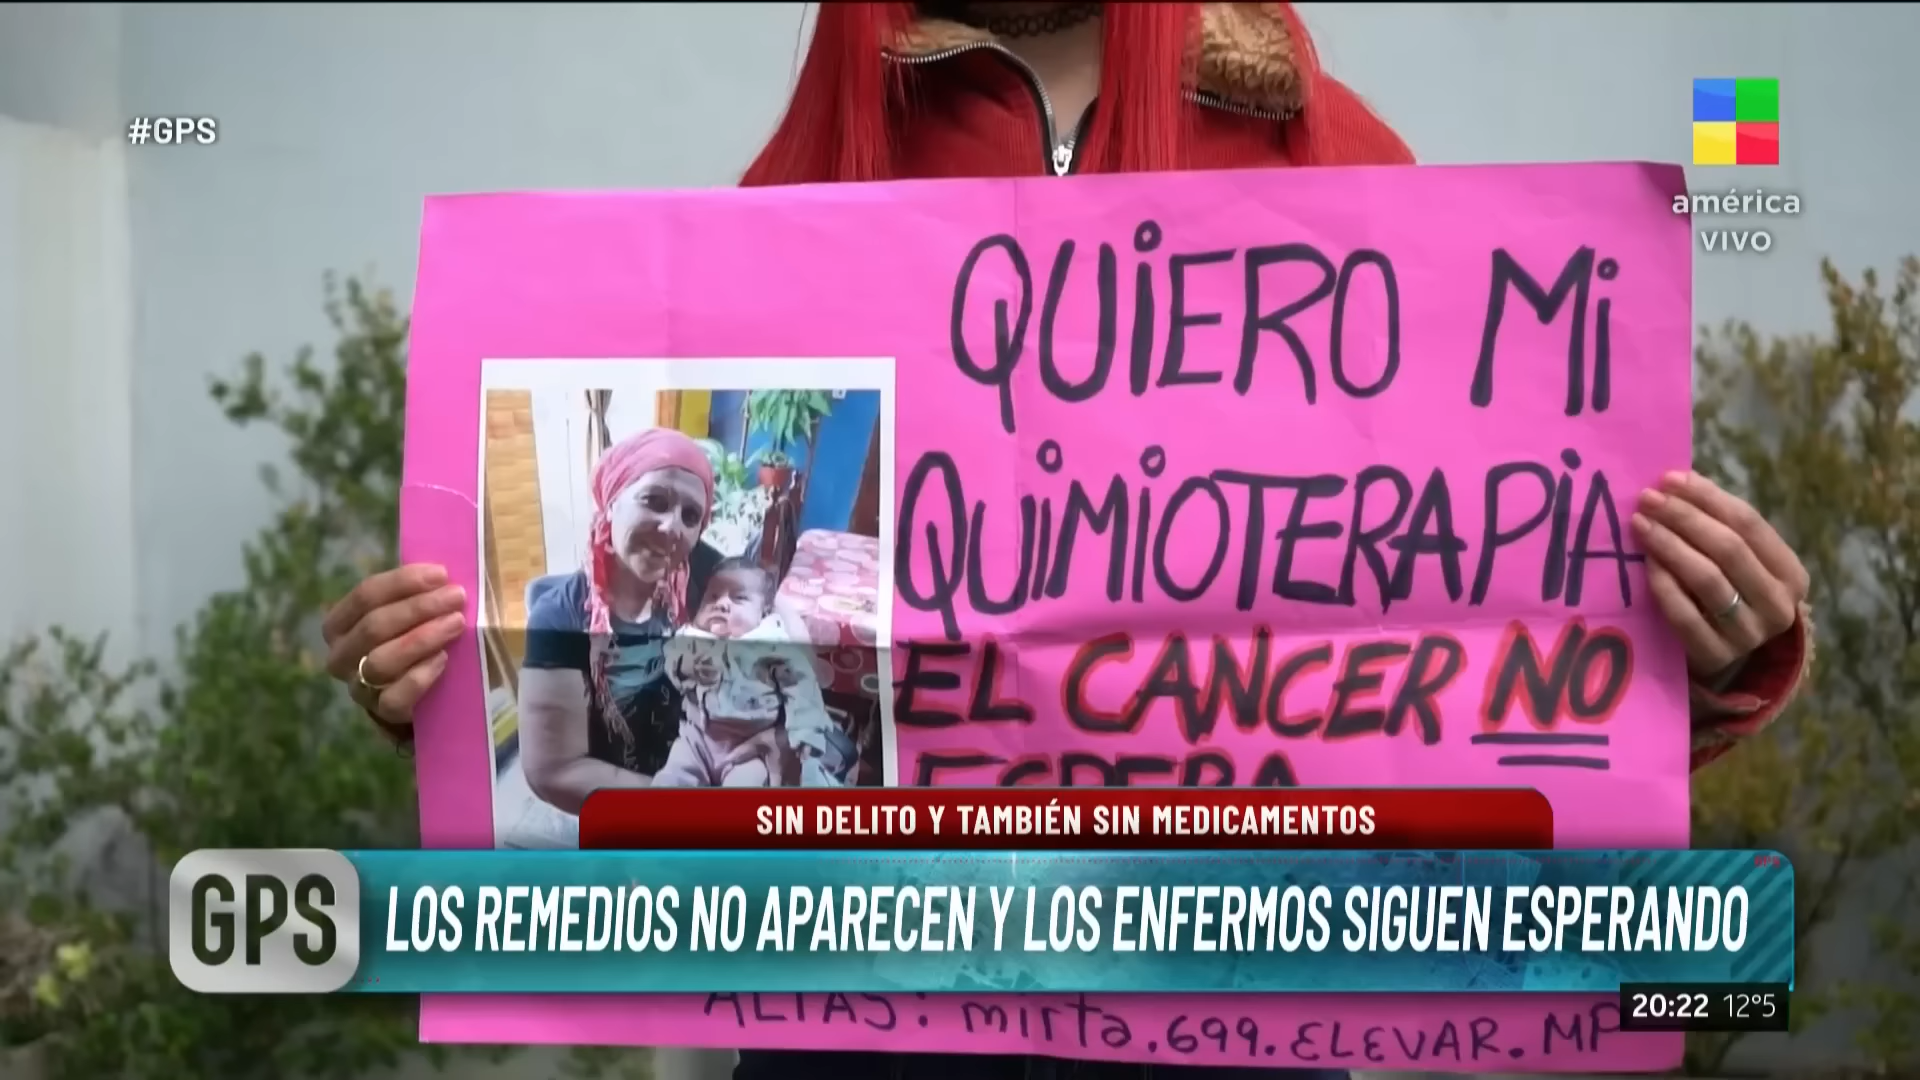 #GPS
américa
VIVO
QUIERO Mi
QUiMiOTERAPiA
EL CANCER NO
ESPERA
SIN DELITO Y TAMBIÉN SIN MEDICAMENTOS
GPS
LOS REMEDIOS NO APARECEN Y LOS ENFERMOS SIGUEN ESPERANDO
ALIAS: mirta.699.ELEVAR.MP
20:22 12°5